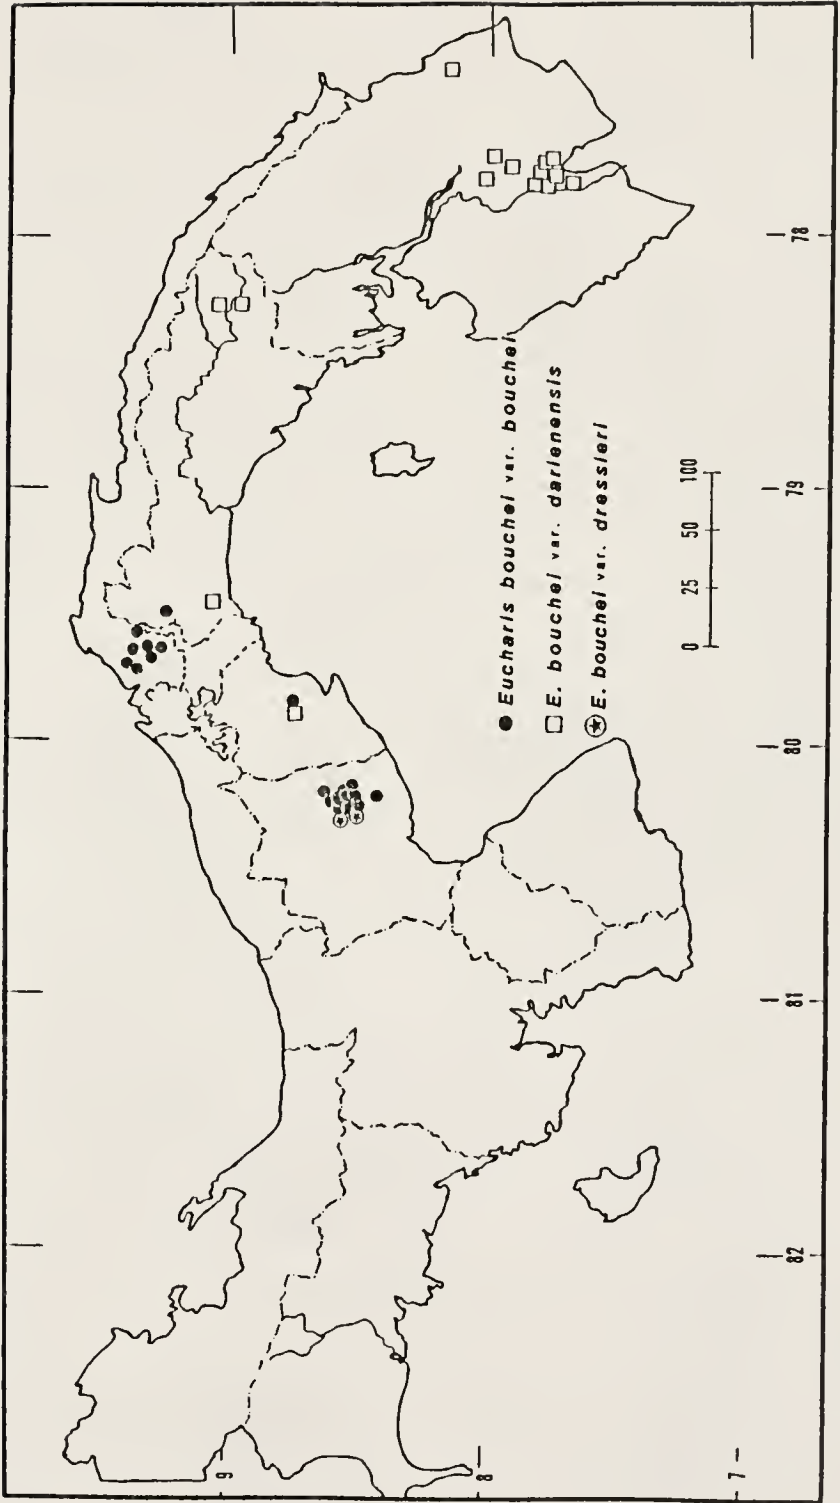 Eucharis bouchei var. bouchei
E. bouchei var. darienensis
E. bouchei var. dressleri
0 25 50 100
82 81 80 79 78
9
8
7